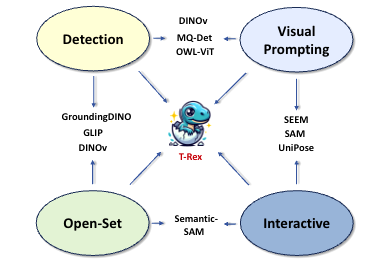 Detection
DINOv
MQ-Det
OWL-ViT
Visual
Prompting
GroundingDINO
GLIP
DINOv
T-Rex
SEEM
SAM
UniPose
Open-Set
Semantic-
SAM
Interactive